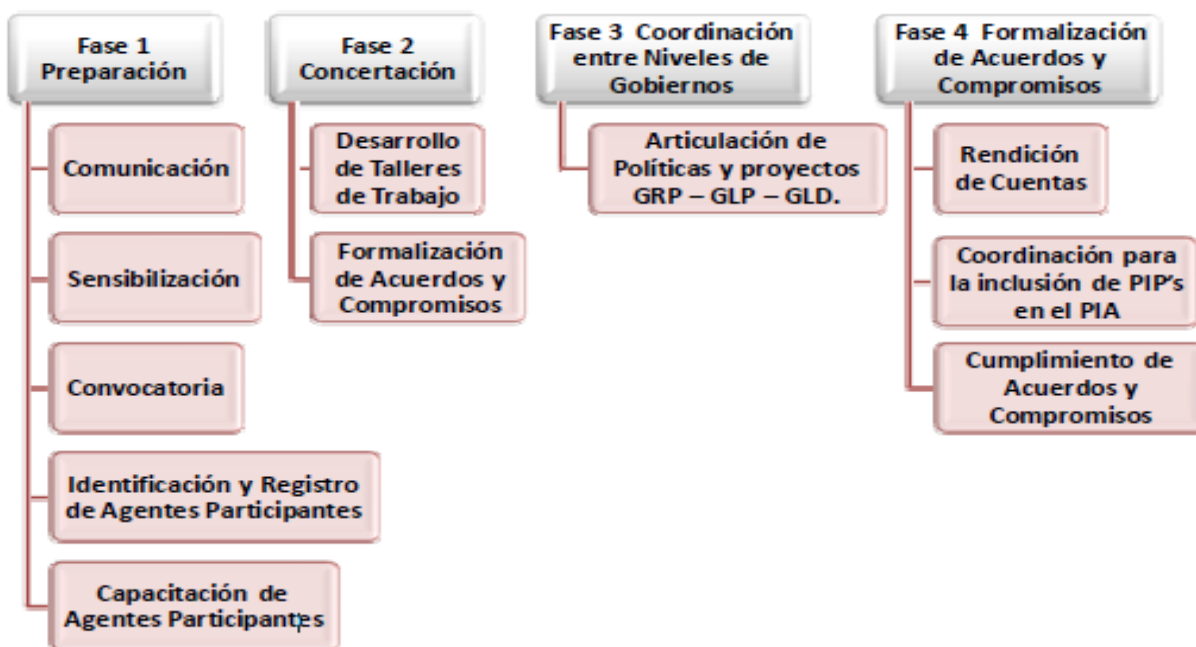 Fase 1
Preparación
Comunicación
Sensibilización
Convocatoria
Identificación y Registro
de Agentes Participantes
Capacitación de
Agentes Participantes
Fase 2
Concertación
Desarrollo
de Talleres
de Trabajo
Formalización
de Acuerdos y
Compromisos
Fase 3 Coordinación
entre Niveles de
Gobiernos
Articulación de
Políticas y proyectos
GRP – GLP – GLD.
Fase 4 Formalización
de Acuerdos y
Compromisos
Rendición
de Cuentas
Coordinación para
la inclusión de PIP's
en el PIA
Cumplimiento de
Acuerdos y
Compromisos